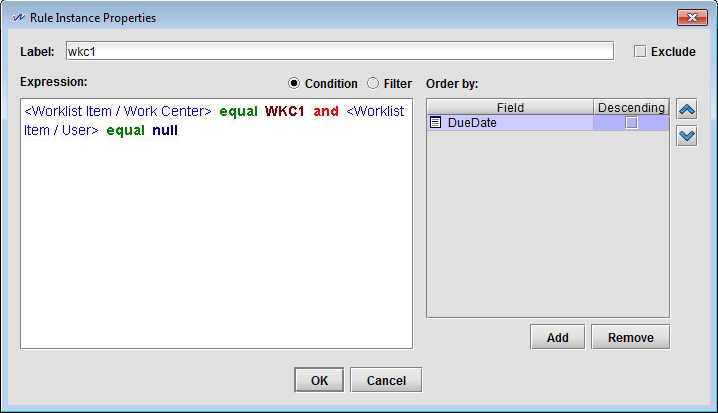 Rule Instance Properties
Label: wkc1 Exclude
Expression: Condition Filter Order by:
<Worklist Item / Work Center> equal WKC1 and <Worklist
Item / User> equal null
Field Descending
DueDate
Add Remove
OK Cancel